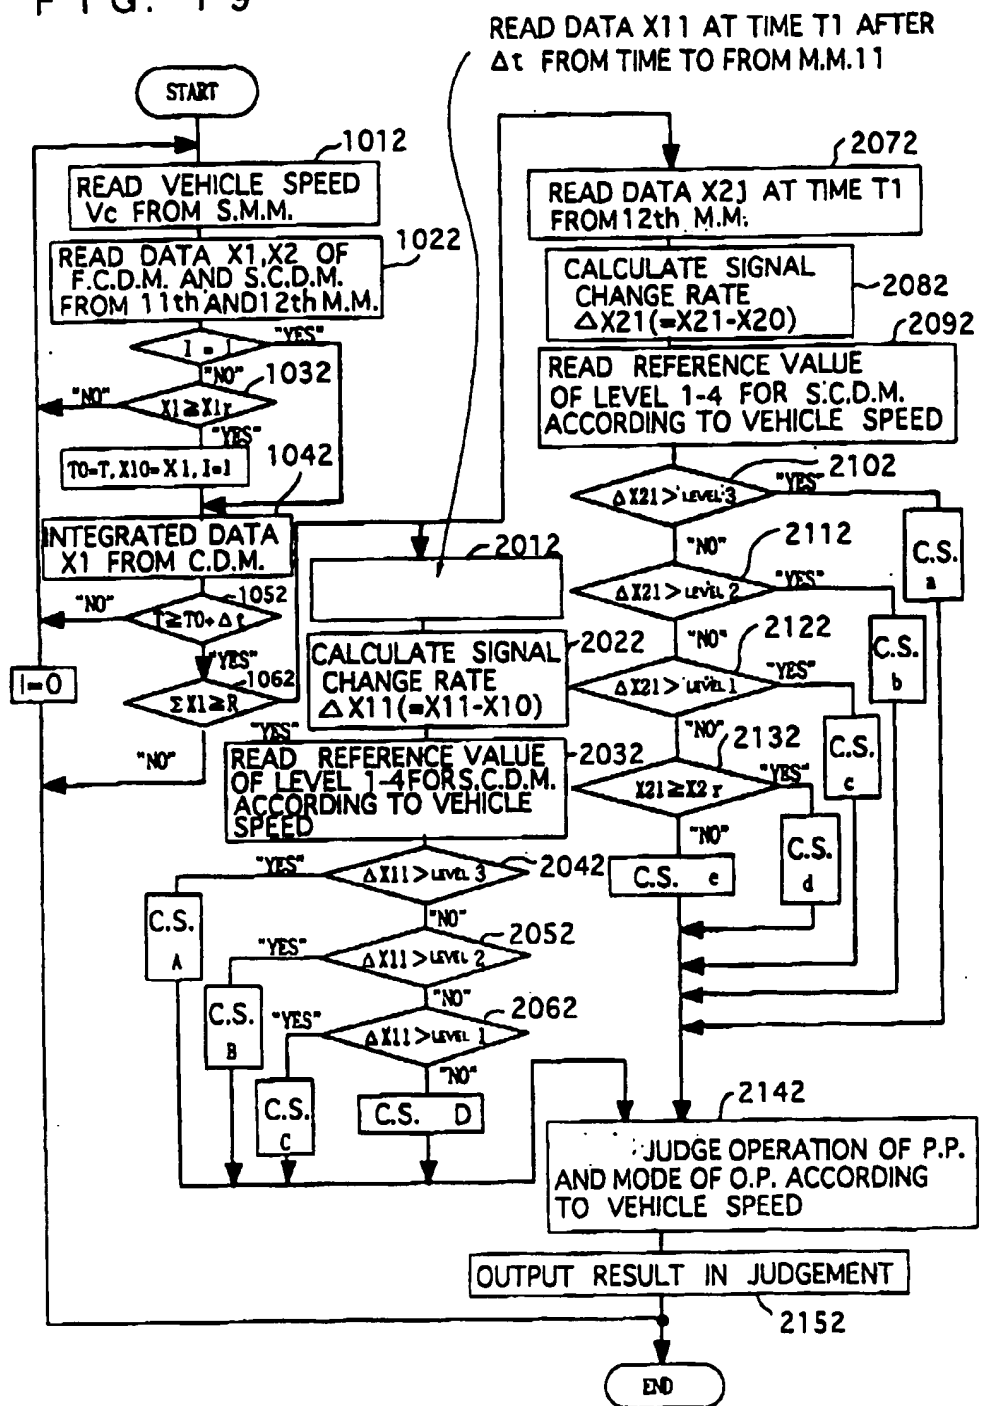 FIG. 19
READ DATA X11 AT TIME T1 AFTER
Δt FROM TIME TO FROM M.M.11
START
1012
READ VEHICLE SPEED
Vc FROM S.M.M.
1022
READ DATA X1,X2 OF
F.C.D.M. AND S.C.D.M.
FROM 11th AND 12th M.M.
I = 1
"YES"
"NO"
1032
X1≧X1r
"NO"
"YES"
T0=T, X10=X1, I=1
1042
INTEGRATED DATA
X1 FROM C.D.M.
1052
T≧T0+Δt
"NO"
"YES"
1062
ΣX1≧R
I=0
"YES"
"NO"
2012
2022
CALCULATE SIGNAL
CHANGE RATE
ΔX11(=X11-X10)
2032
READ REFERENCE VALUE
OF LEVEL 1-4 FOR S.C.D.M.
ACCORDING TO VEHICLE
SPEED
2042
ΔX11>LEVEL 3
"YES"
"NO"
C.S.
A
2052
ΔX11>LEVEL 2
"YES"
"NO"
C.S.
B
2062
ΔX11>LEVEL 1
"YES"
"NO"
C.S.
C
C.S. D
2072
READ DATA X2J AT TIME T1
FROM 12th M.M.
2082
CALCULATE SIGNAL
CHANGE RATE
ΔX21(=X21-X20)
2092
READ REFERENCE VALUE
OF LEVEL 1-4 FOR S.C.D.M.
ACCORDING TO VEHICLE SPEED
2102
ΔX21>LEVEL 3
"YES"
"NO"
C.S.
a
2112
ΔX21>LEVEL 2
"YES"
"NO"
C.S.
b
2122
ΔX21>LEVEL 1
"YES"
"NO"
C.S.
c
2132
X21≧X2r
"YES"
"NO"
C.S.
d
C.S. e
2142
JUDGE OPERATION OF P.P.
AND MODE OF O.P. ACCORDING
TO VEHICLE SPEED
OUTPUT RESULT IN JUDGEMENT
2152
END